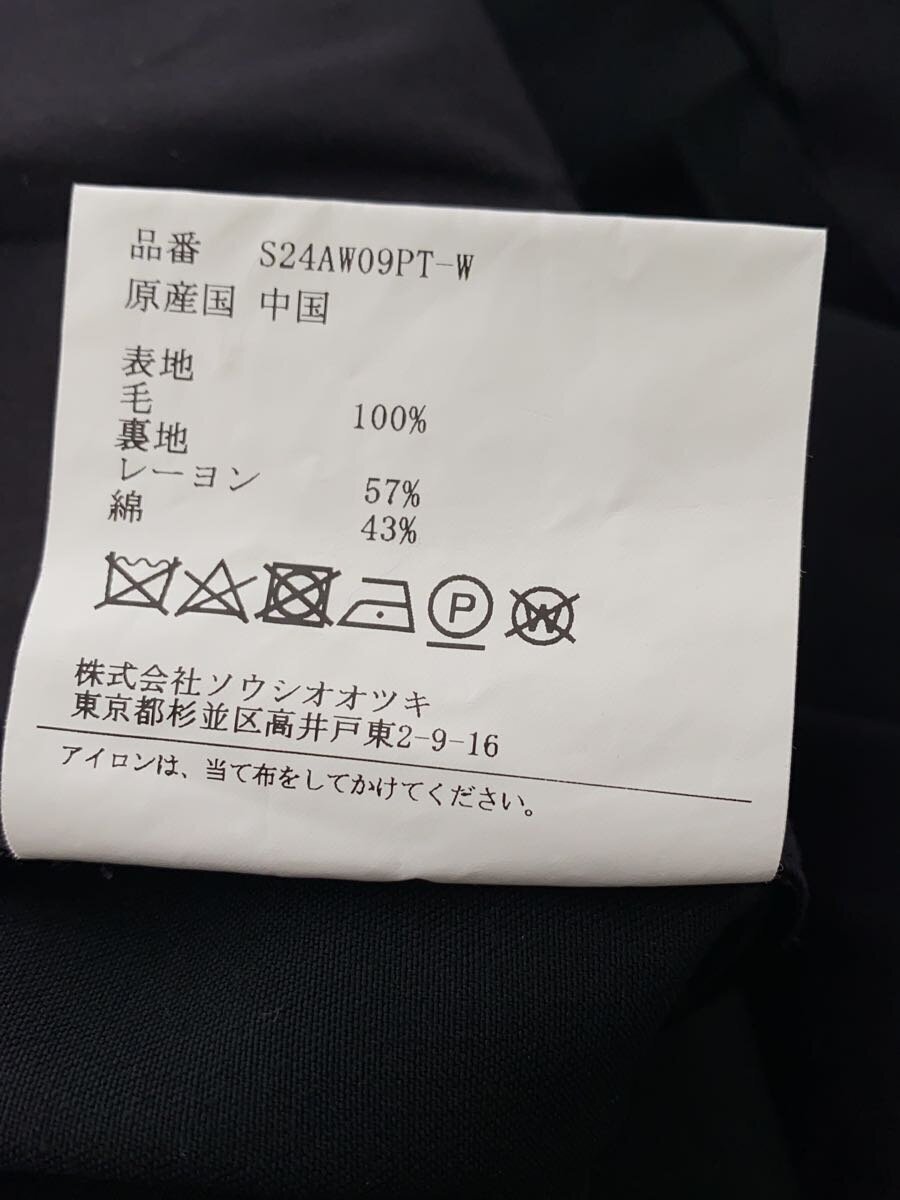 品番 S24AW09PT-W
原産国 中国
表地
毛 100%
裏地
レーヨン 57%
綿 43%
P W
株式会社ソウシオオツキ
東京都杉並区高井戸東2-9-16
アイロンは、当て布をしてかけてください。